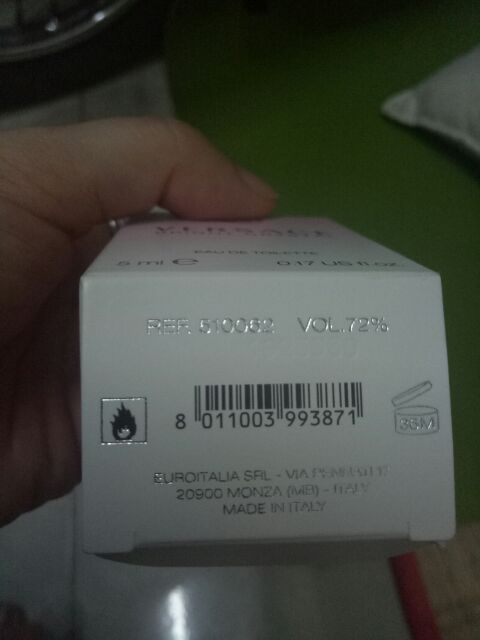 VERSACE
EAU DE TOILETTE
5 ml e 0.17 US fl.oz.
REF. 510062 VOL.72%
8 011003 993871
36M
EUROITALIA SRL - VIA
20900 MONZA (MB) - ITALY
MADE IN ITALY